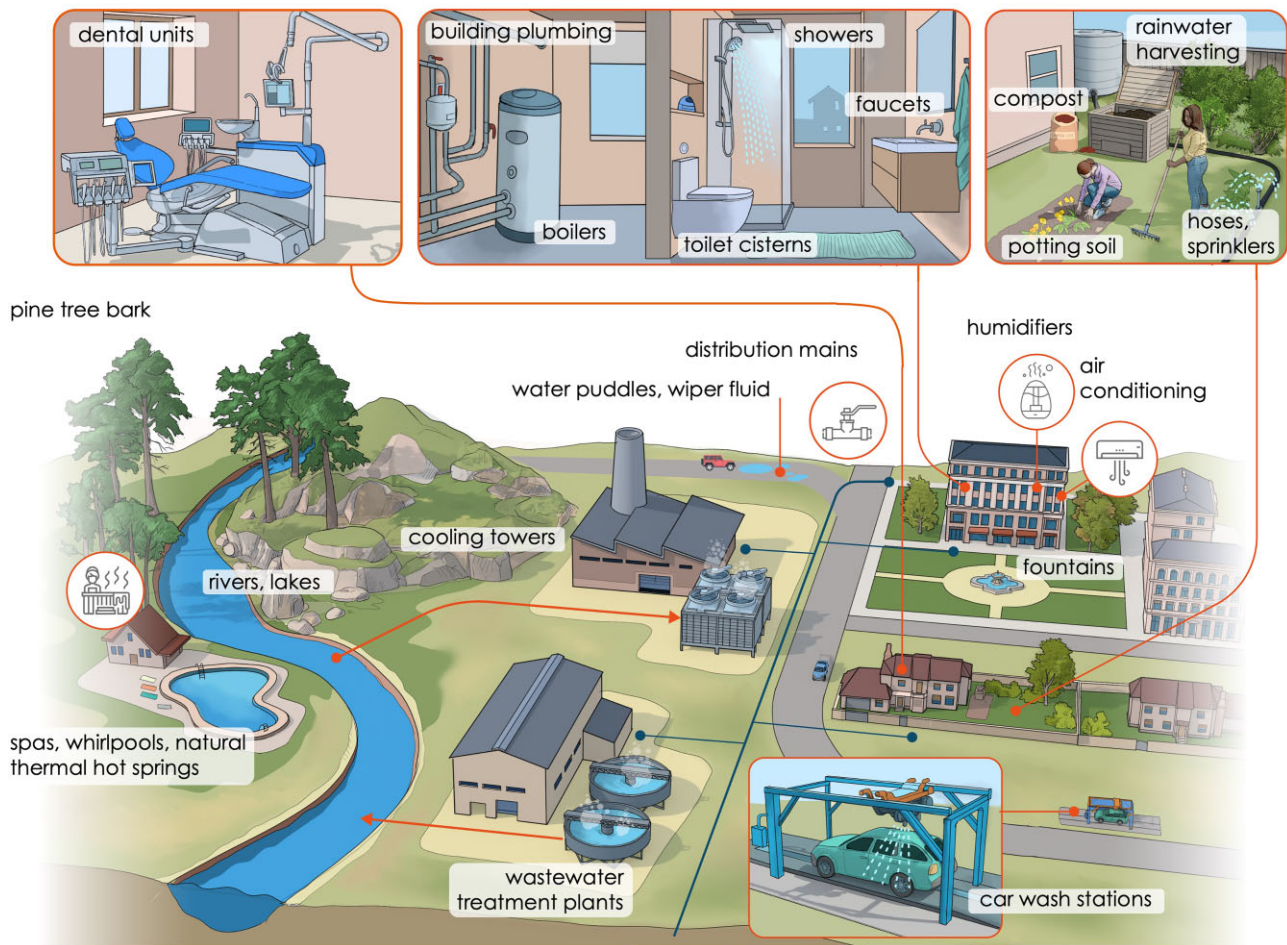 dental units
building plumbing
showers
faucets
boilers
toilet cisterns
rainwater
harvesting
compost
potting soil
hoses,
sprinklers
pine tree bark
humidifiers
distribution mains
air
conditioning
water puddles, wiper fluid
cooling towers
rivers, lakes
fountains
spas, whirlpools, natural
thermal hot springs
wastewater
treatment plants
car wash stations